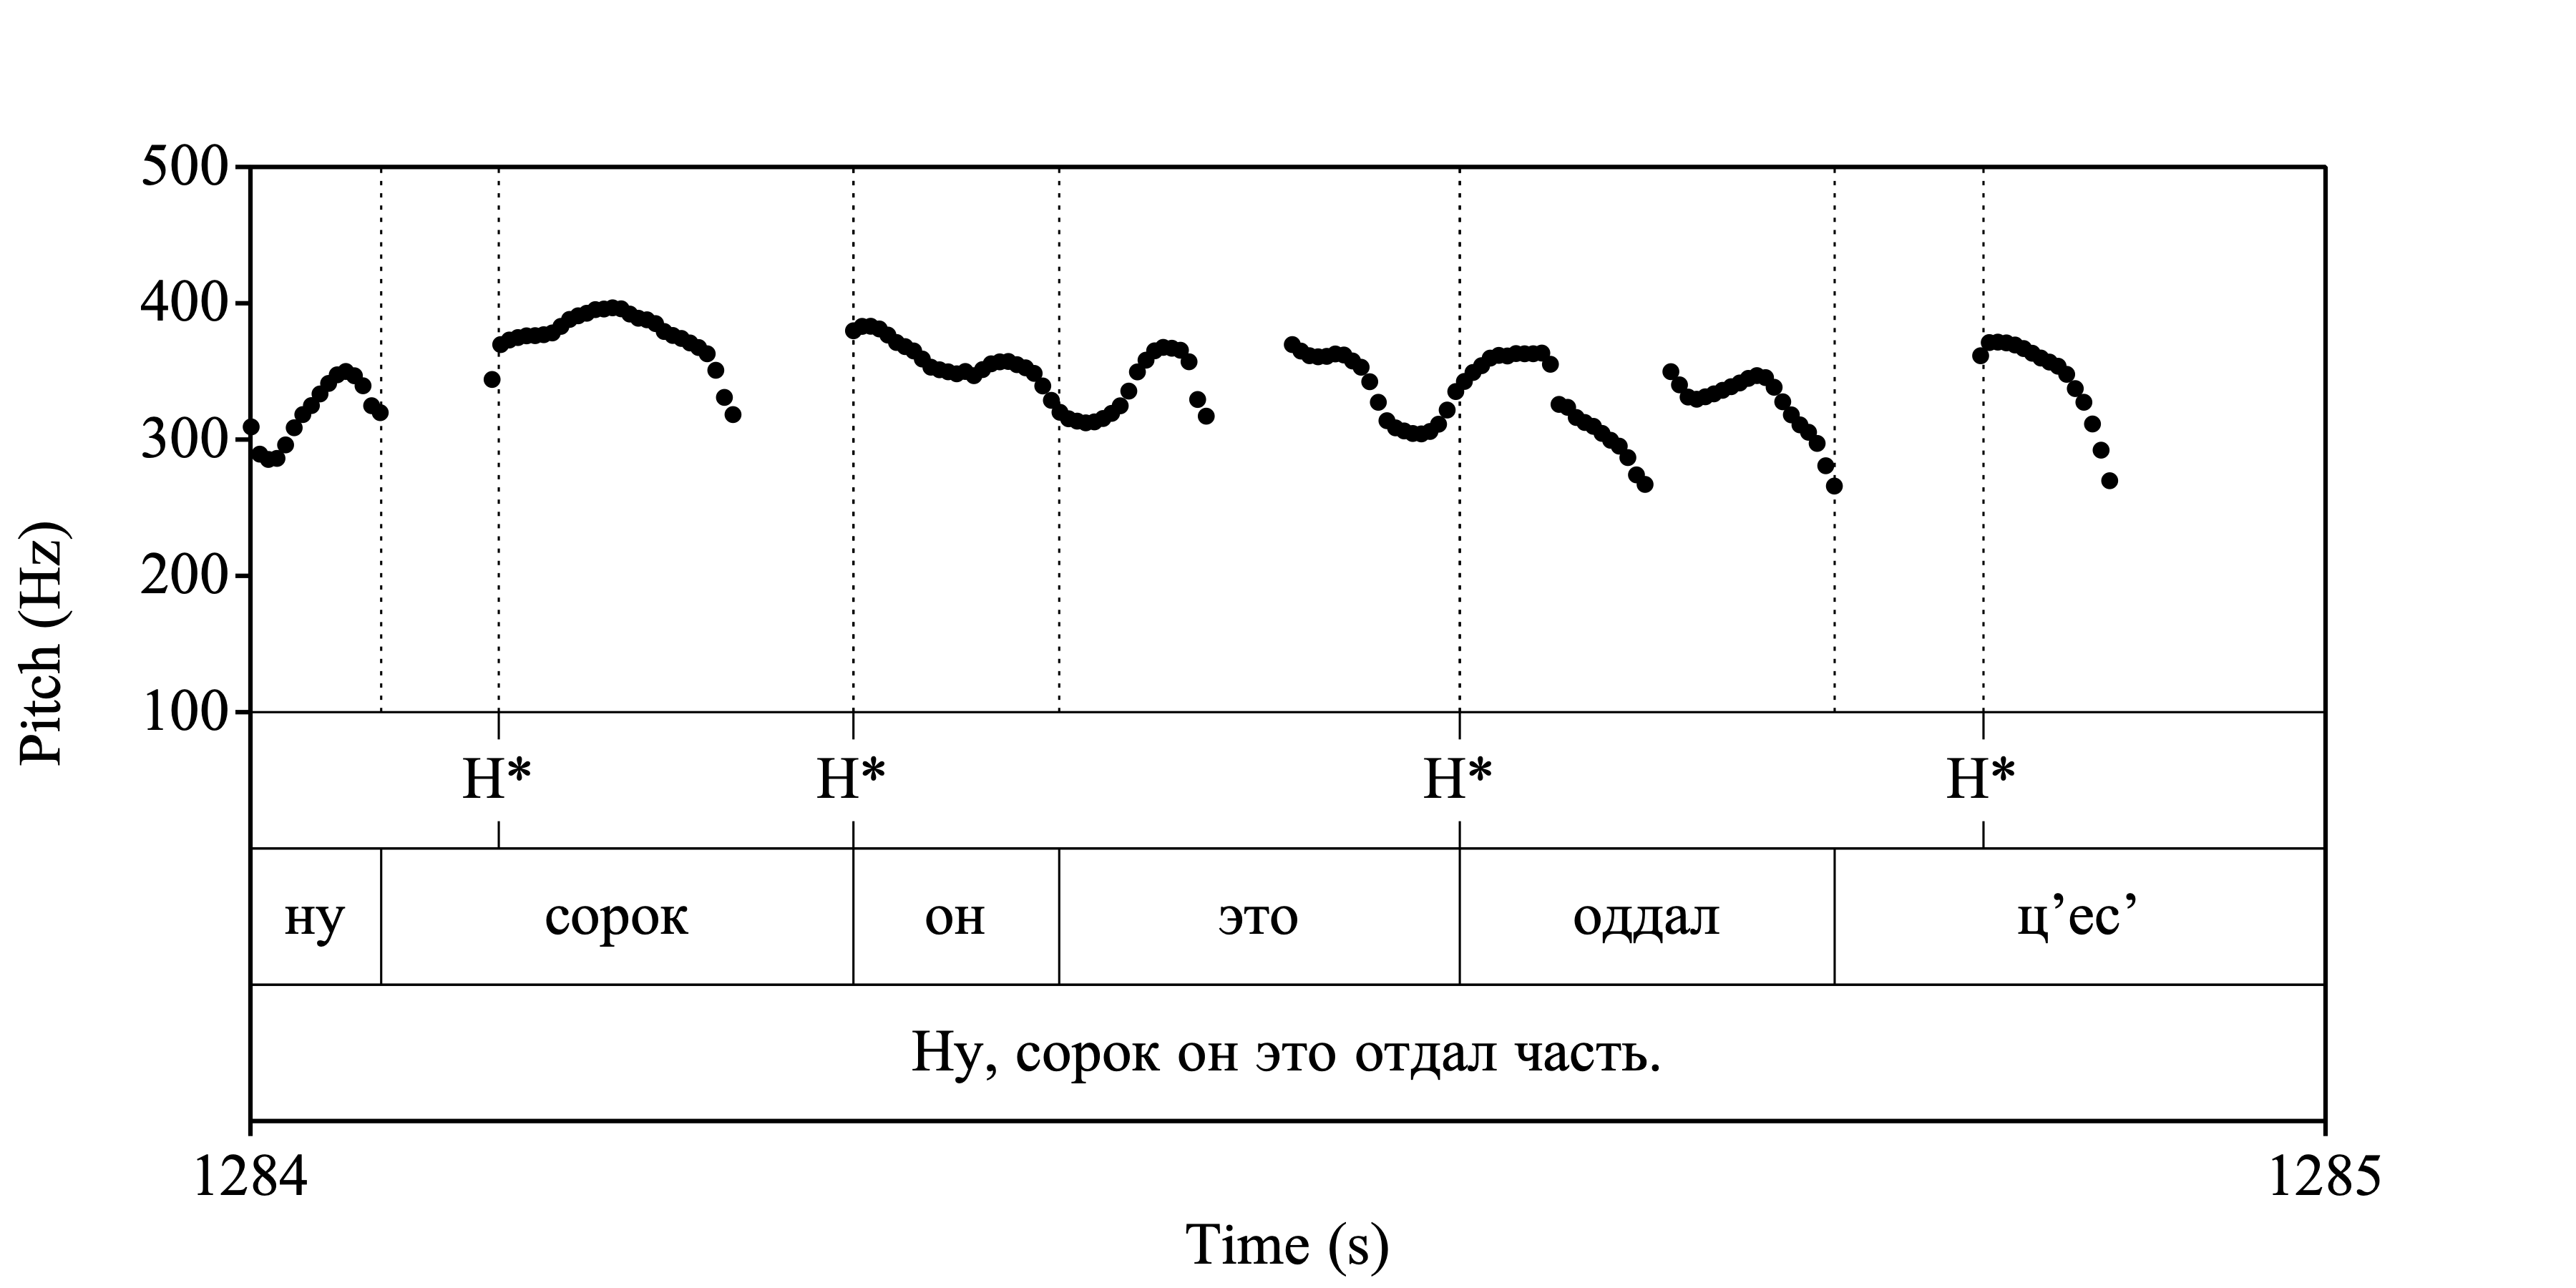 500
400
300
200
100
Pitch (Hz)
H* H* H* H*
ну сорок он это оддал ц’ес’
Ну, сорок он это отдал часть.
1284 1285
Time (s)